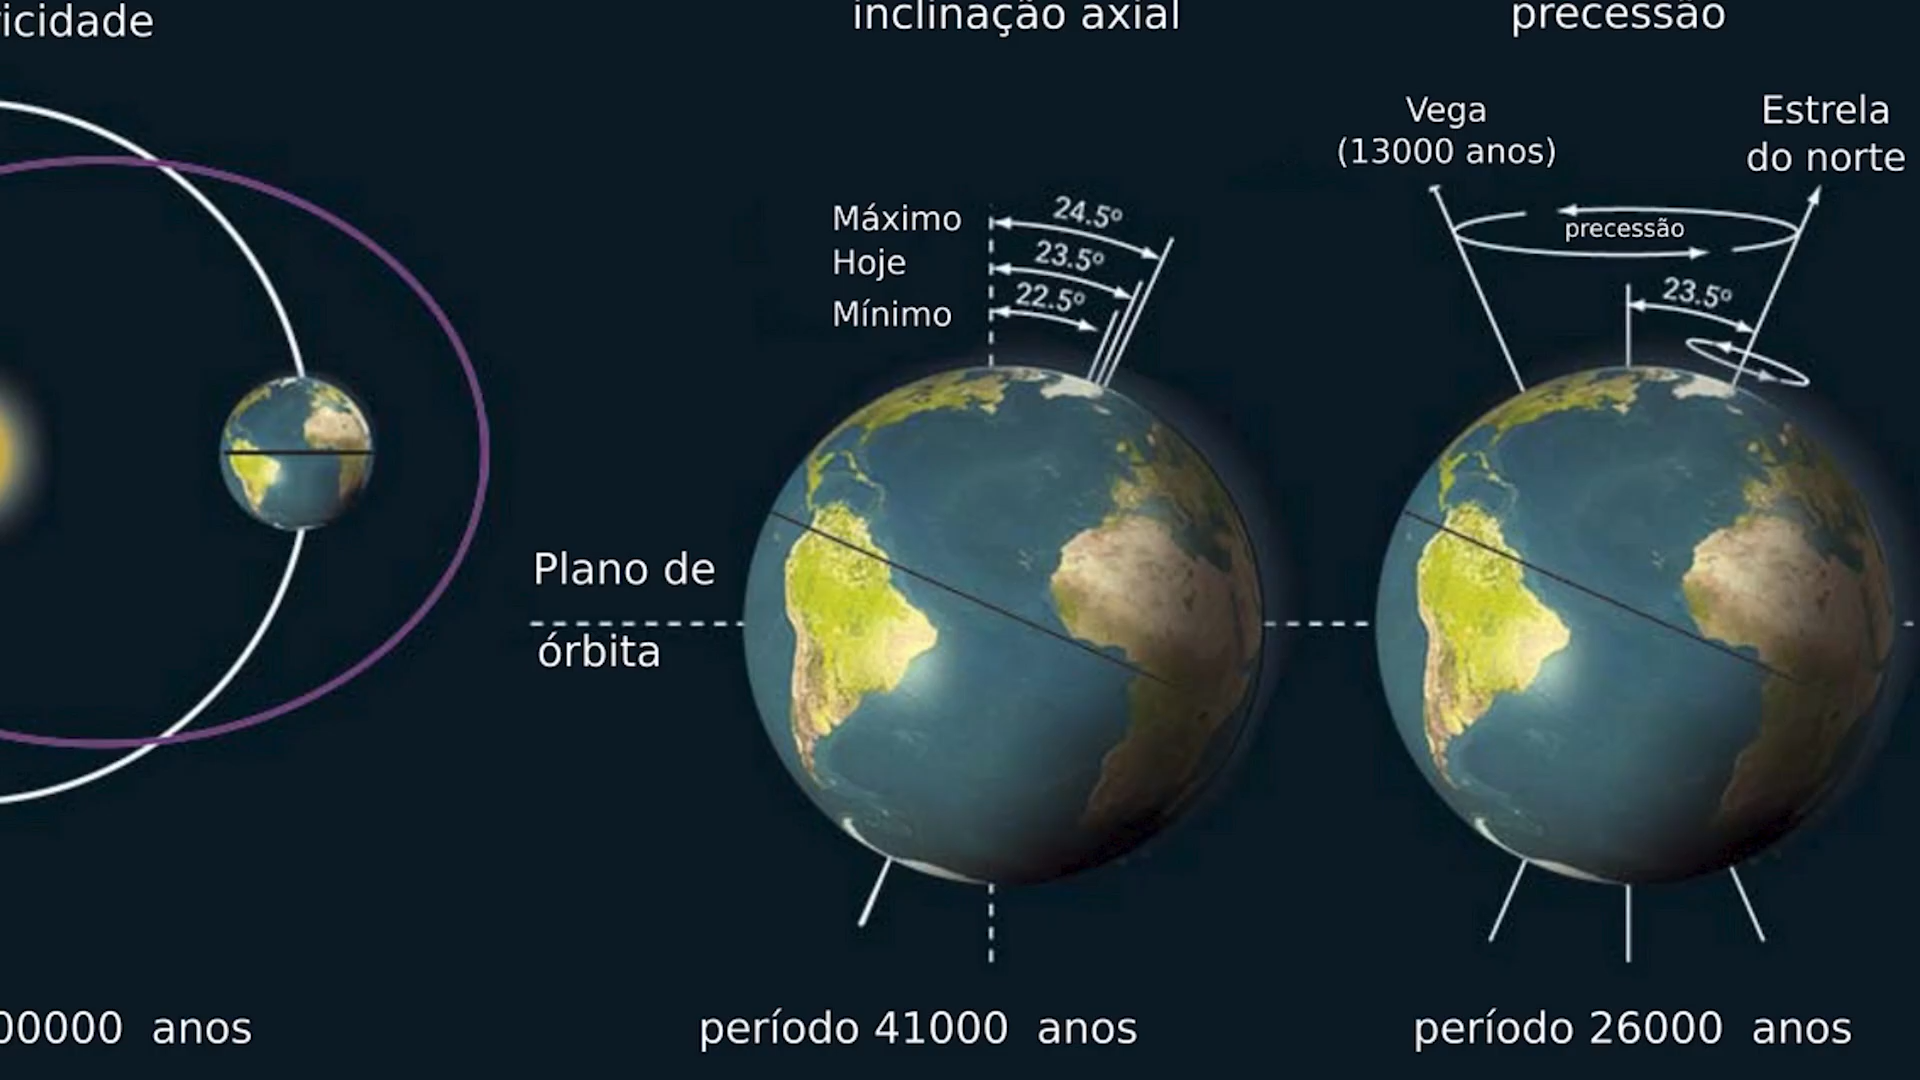 icidade
inclinação axial
precessão
Vega
(13000 anos)
Estrela
do norte
Máximo
24.5º
Hoje
23.5º
Mínimo
22.5º
precessão
23.5º
Plano de
órbita
00000 anos
período 41000 anos
período 26000 anos